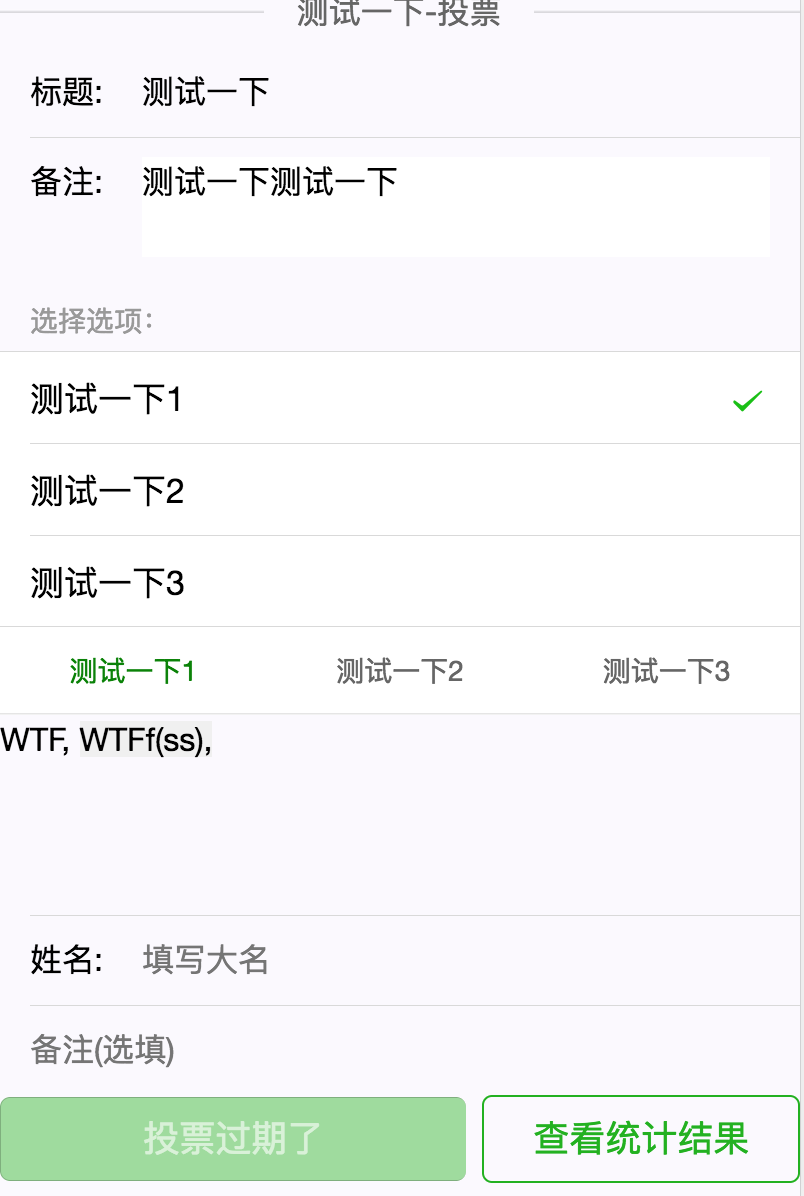 测试一下-投票
标题: 测试一下
备注: 测试一下测试一下
选择选项:
测试一下1
测试一下2
测试一下3
测试一下1 测试一下2 测试一下3
WTF, WTFf(ss),
姓名: 填写大名
备注(选填)
投票过期了 查看统计结果